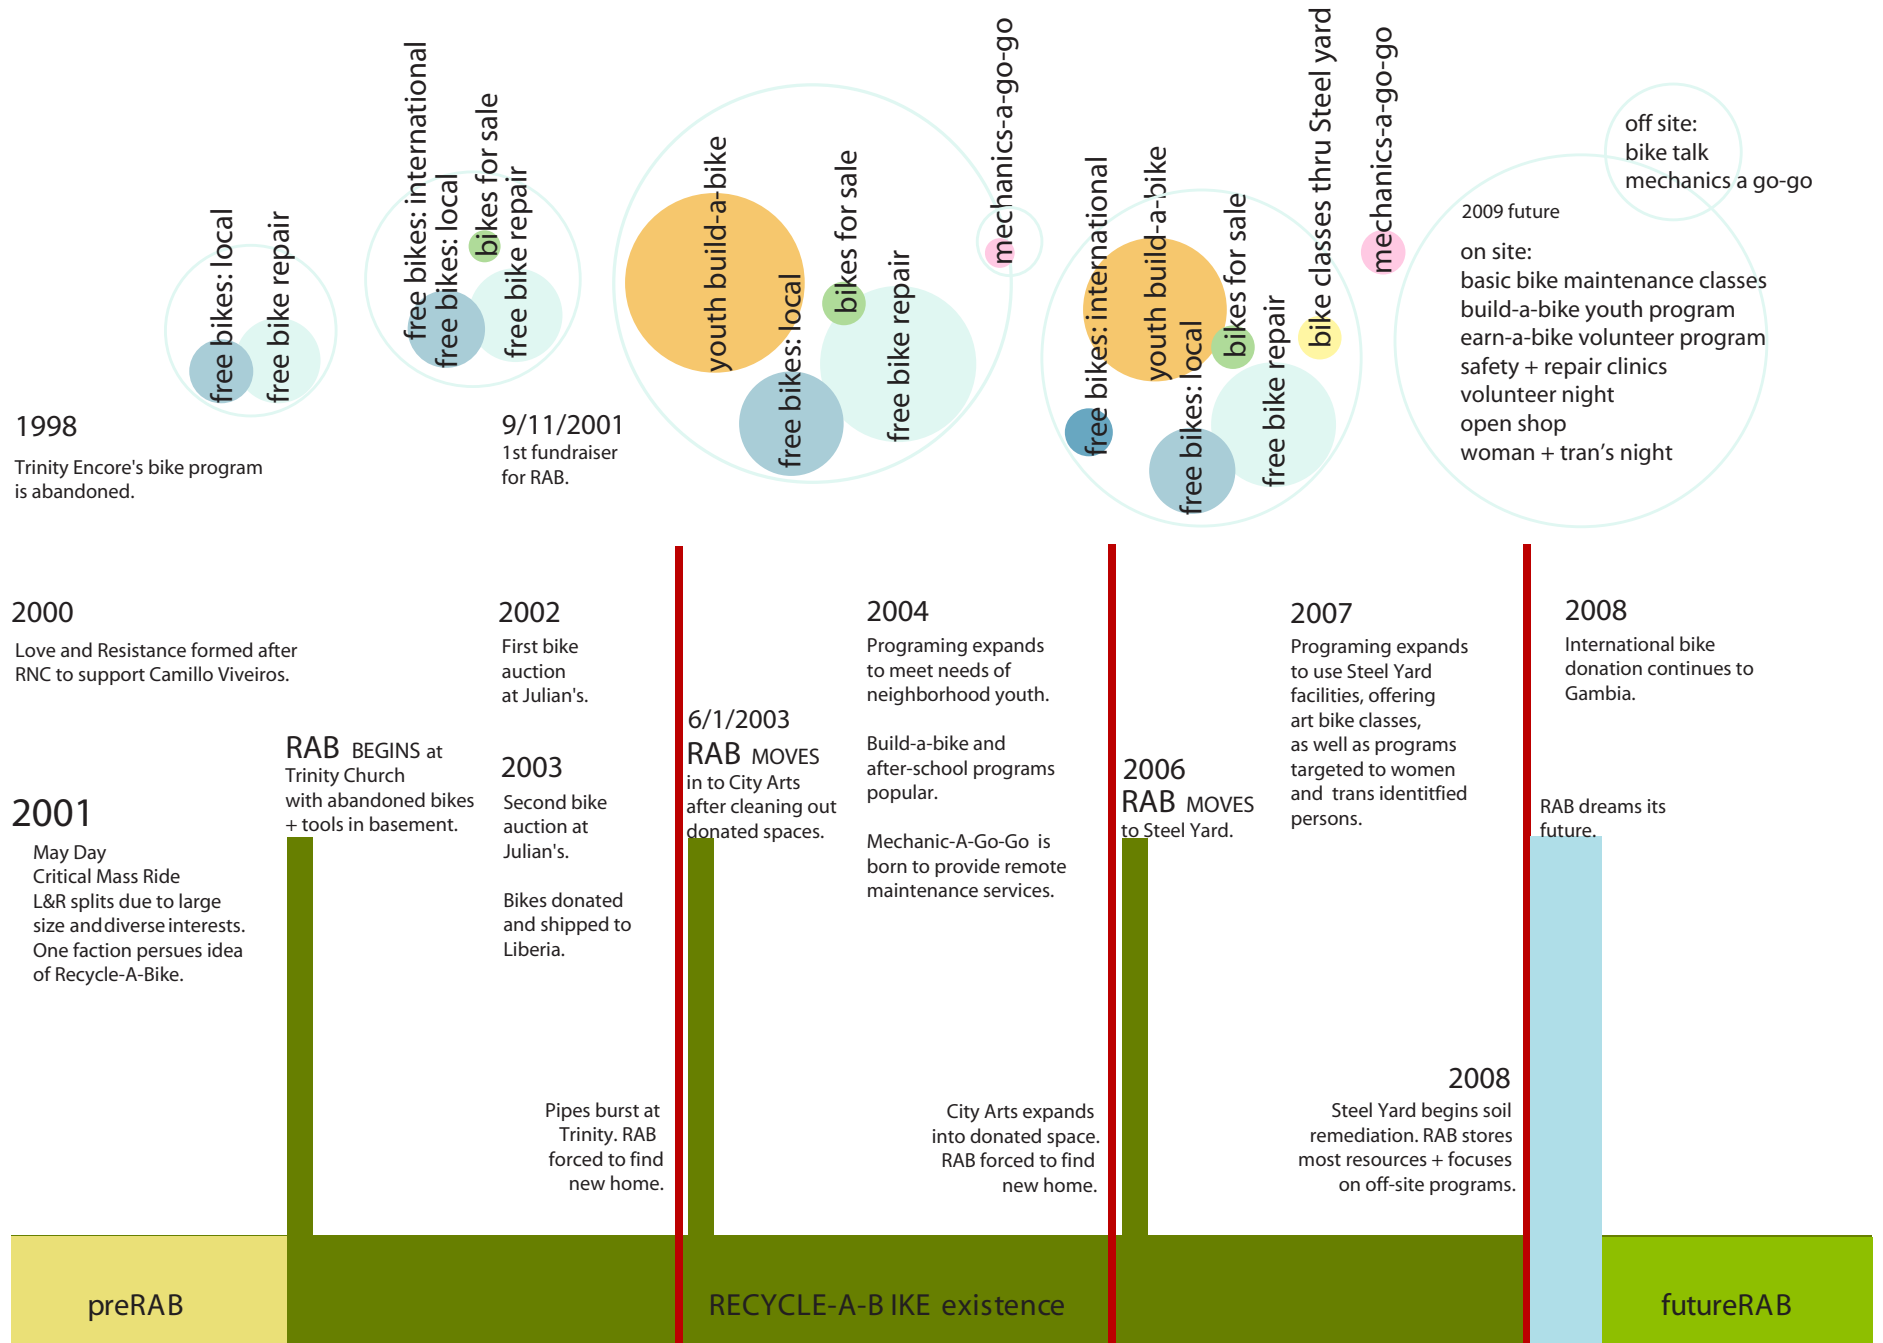 free bikes: local
free bike repair
free bikes: international
free bikes: local
bikes for sale
free bike repair
youth build-a-bike
free bikes: local
bikes for sale
free bike repair
mechanics-a-go-go
free bikes: international
youth build-a-bike
free bikes: local
bikes for sale
free bike repair
bike classes thru Steel yard
mechanics-a-go-go
off site:
bike talk
mechanics a go-go
2009 future
on site:
basic bike maintenance classes
build-a-bike youth program
earn-a-bike volunteer program
safety + repair clinics
volunteer night
open shop
woman + tran's night
1998
Trinity Encore's bike program
is abandoned.
9/11/2001
1st fundraiser
for RAB.
2000
Love and Resistance formed after
RNC to support Camillo Viveiros.
2001
May Day
Critical Mass Ride
L&R splits due to large
size and diverse interests.
One faction persues idea
of Recycle-A-Bike.
RAB BEGINS at
Trinity Church
with abandoned bikes
+ tools in basement.
2002
First bike
auction
at Julian's.
2003
Second bike
auction at
Julian's.
Bikes donated
and shipped to
Liberia.
Pipes burst at
Trinity. RAB
forced to find
new home.
6/1/2003
RAB MOVES
in to City Arts
after cleaning out
donated spaces.
2004
Programing expands
to meet needs of
neighborhood youth.
Build-a-bike and
after-school programs
popular.
Mechanic-A-Go-Go is
born to provide remote
maintenance services.
City Arts expands
into donated space.
RAB forced to find
new home.
2006
RAB MOVES
to Steel Yard.
2007
Programing expands
to use Steel Yard
facilities, offering
art bike classes,
as well as programs
targeted to women
and trans identitfied
persons.
2008
Steel Yard begins soil
remediation. RAB stores
most resources + focuses
on off-site programs.
2008
International bike
donation continues to
Gambia.
RAB dreams its
future.
preRAB
RECYCLE-A-B IKE existence
futureRAB